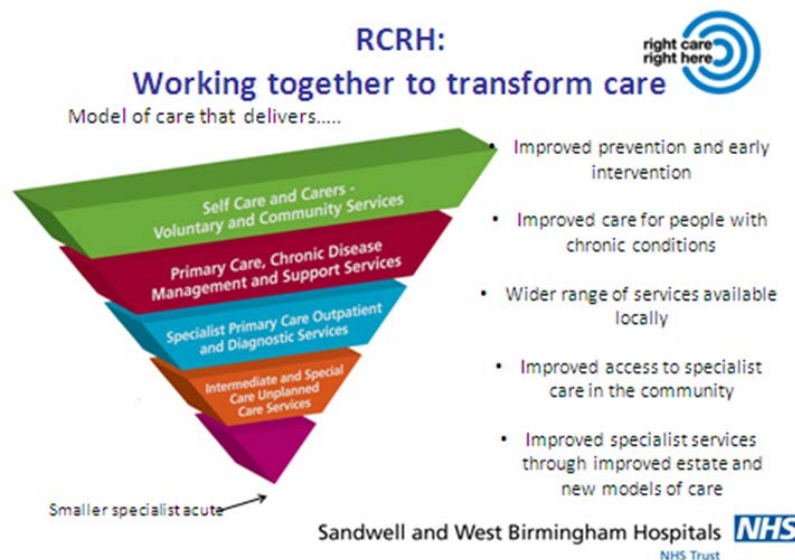 RCRH:
Working together to transform care
right care
right here
Model of care that delivers.....
Self Care and Carers -
Voluntary and Community Services
Primary Care, Chronic Disease
Management and Support Services
Specialist Primary Care Outpatient
and Diagnostic Services
Intermediate and Special
Care Unplanned
Care Services
Smaller specialist acute
• Improved prevention and early
intervention
• Improved care for people with
chronic conditions
• Wider range of services available
locally
• Improved access to specialist
care in the community
• Improved specialist services
through improved estate and
new models of care
Sandwell and West Birmingham Hospitals NHS
NHS Trust